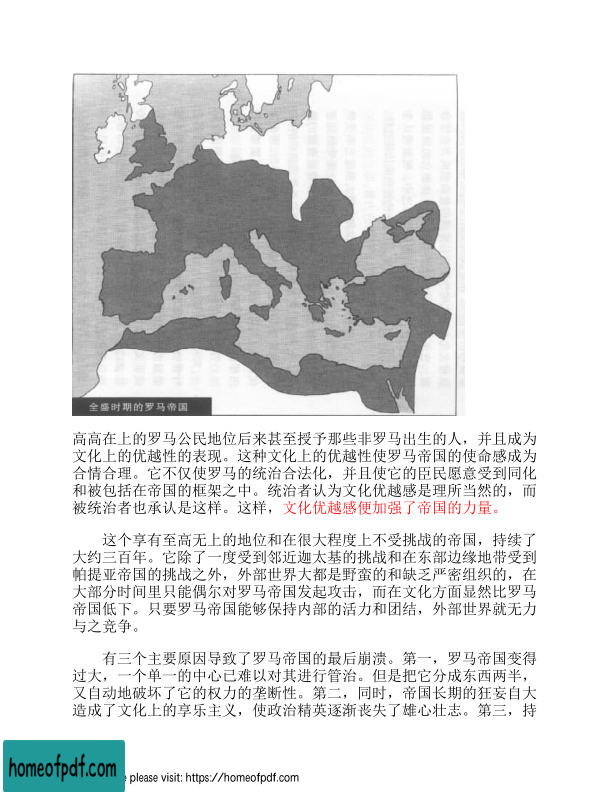 全盛时期的罗马帝国
高高在上的罗马公民地位后来甚至授予那些非罗马出生的人，并且成为
文化上的优越性的表现。这种文化上的优越性使罗马帝国的使命感成为
合情合理。它不仅使罗马的统治合法化，并且使它的臣民愿意受到同化
和被包括在帝国的框架之中。统治者认为文化优越感是理所当然的，而
被统治者也承认是这样。这样，文化优越感便加强了帝国的力量。
这个享有至高无上的地位和在很大程度上不受挑战的帝国，持续了
大约三百年。它除了一度受到邻近迦太基的挑战和在东部边缘地带受到
帕提亚帝国的挑战之外，外部世界大都是野蛮的和缺乏严密组织的，在
大部分时间里只能偶尔对罗马帝国发起攻击，而在文化方面显然比罗马
帝国低下。只要罗马帝国能够保持内部的活力和团结，外部世界就无力
与之竞争。
有三个主要原因导致了罗马帝国的最后崩溃。第一，罗马帝国变得
过大，一个单一的中心已难以对其进行管治。但是把它分成东西两半，
又自动地破坏了它的权力的垄断性。第二，同时，帝国长期的狂妄自大
造成了文化上的享乐主义，使政治精英逐渐丧失了雄心壮志。第三，持
homeofpdf.com
e please visit: https://homeofpdf.com